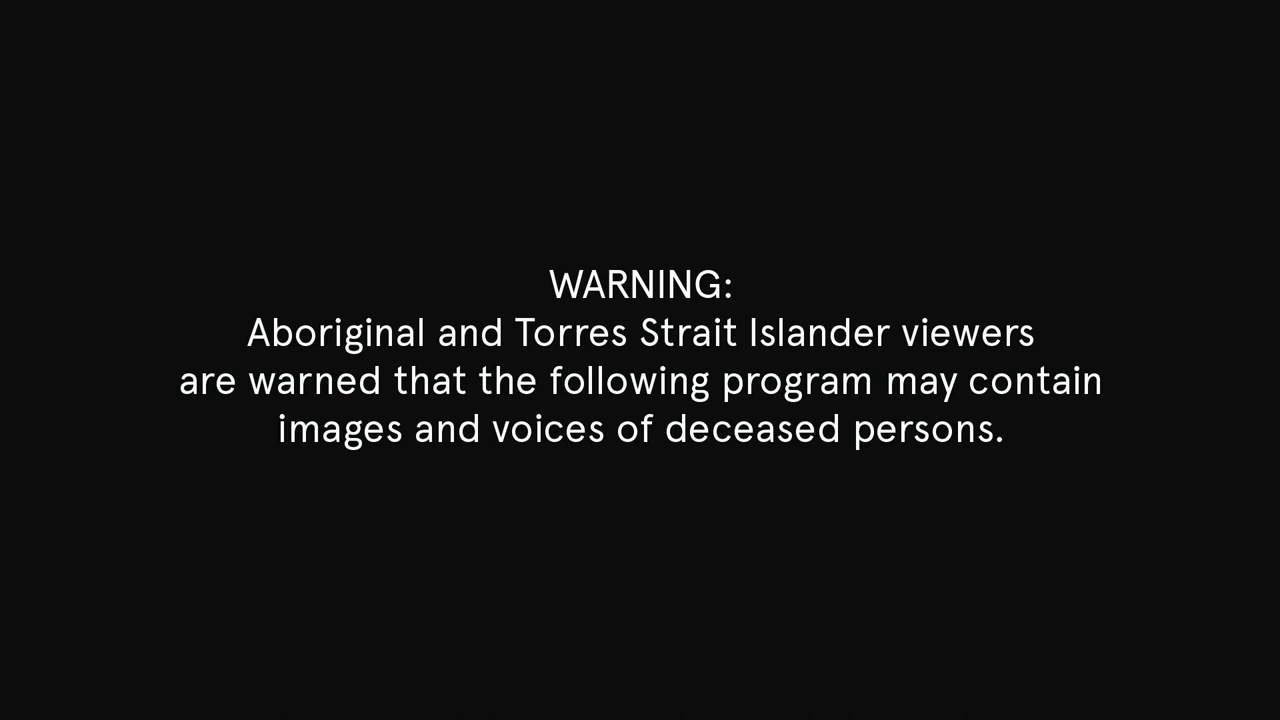 WARNING:
Aboriginal and Torres Strait Islander viewers
are warned that the following program may contain
images and voices of deceased persons.